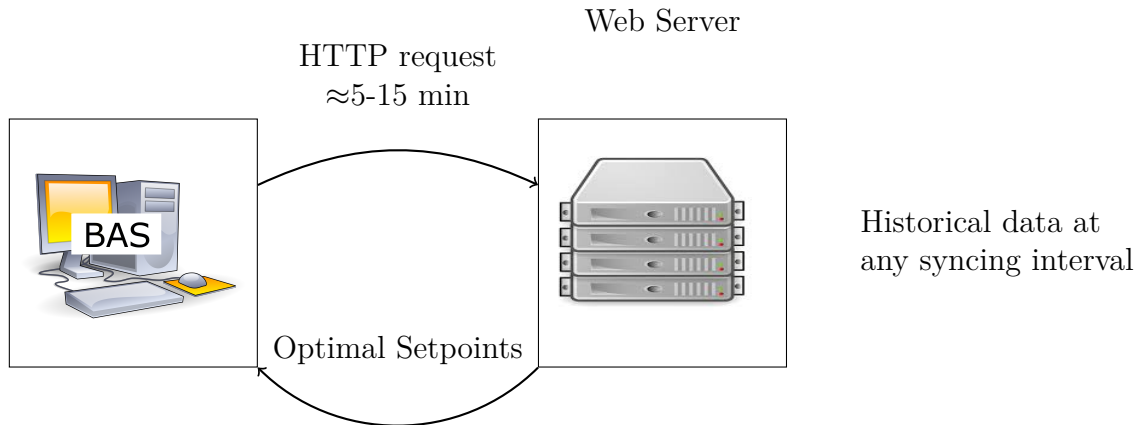 Web Server
HTTP request
≈5-15 min
BAS
Historical data at
any syncing interval
Optimal Setpoints